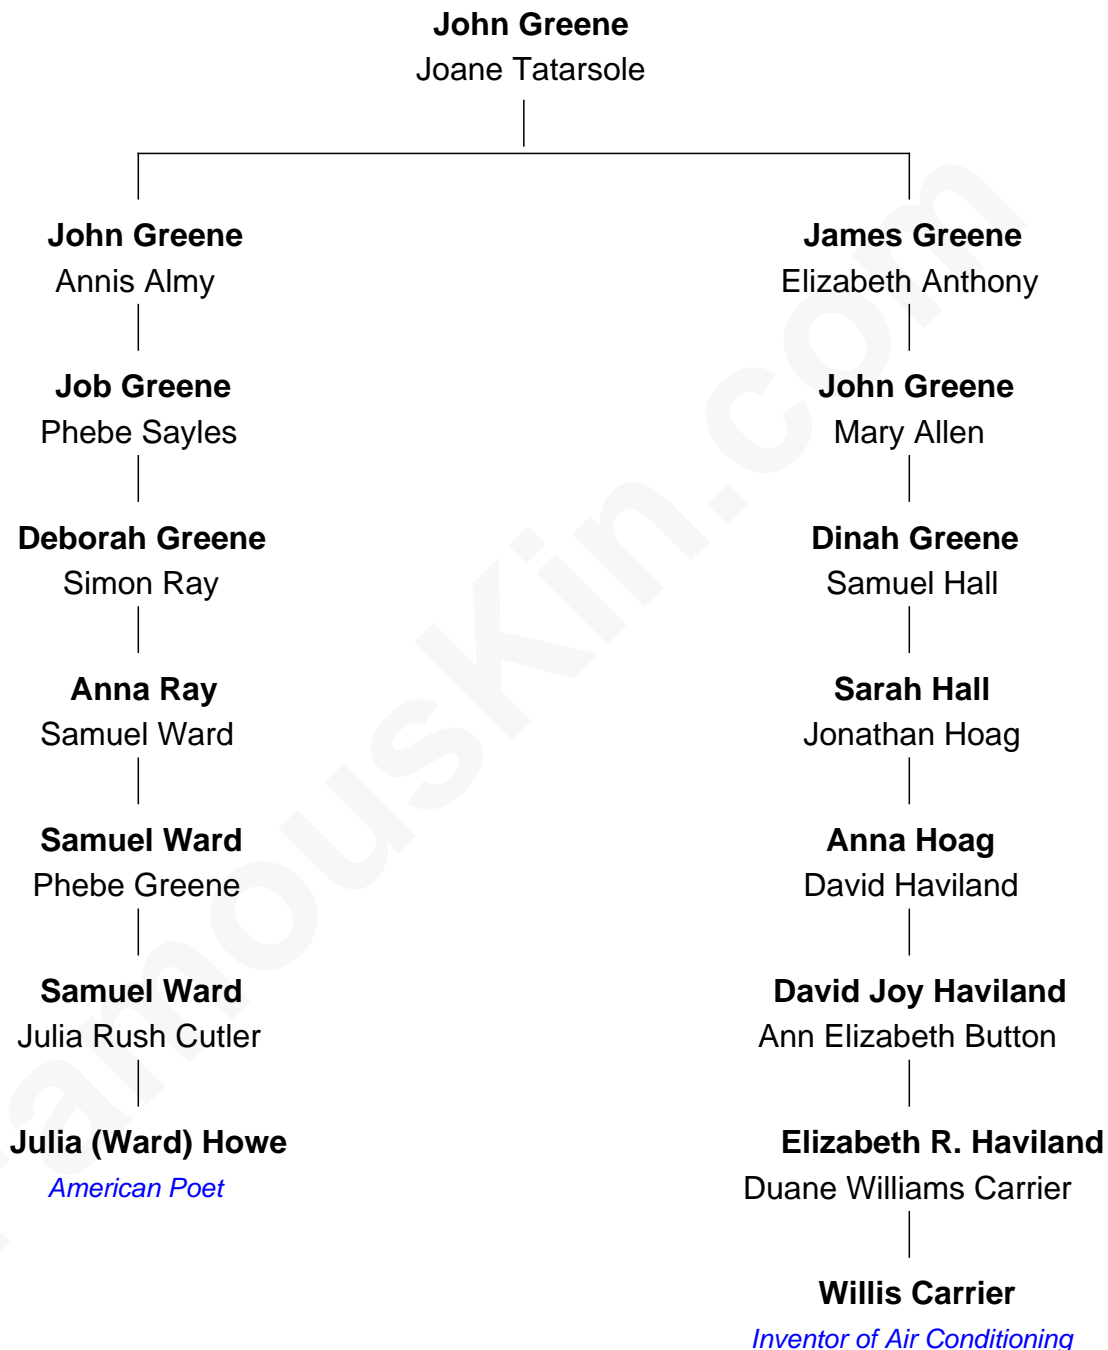 John Greene
Joane Tatarsole
John Greene
Annis Almy
Job Greene
Phebe Sayles
Deborah Greene
Simon Ray
Anna Ray
Samuel Ward
Samuel Ward
Phebe Greene
Samuel Ward
Julia Rush Cutler
Julia (Ward) Howe
American Poet
James Greene
Elizabeth Anthony
John Greene
Mary Allen
Dinah Greene
Samuel Hall
Sarah Hall
Jonathan Hoag
Anna Hoag
David Haviland
David Joy Haviland
Ann Elizabeth Button
Elizabeth R. Haviland
Duane Williams Carrier
Willis Carrier
Inventor of Air Conditioning
FamousKin.com